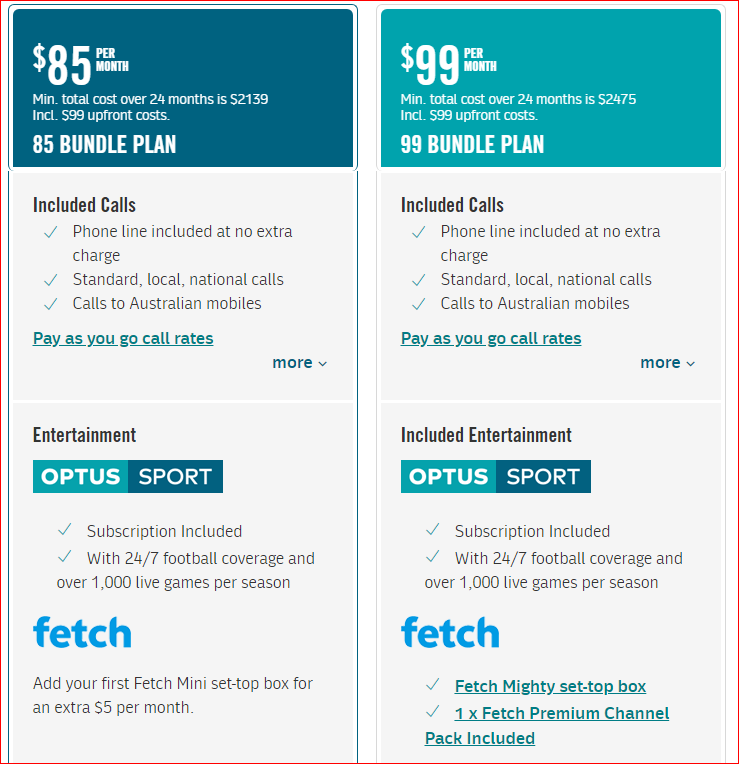 $85 PER MONTH
Min. total cost over 24 months is $2139
Incl. $99 upfront costs.
85 BUNDLE PLAN
Included Calls
Phone line included at no extra
charge
Standard, local, national calls
Calls to Australian mobiles
Pay as you go call rates
more
Entertainment
OPTUS SPORT
Subscription Included
With 24/7 football coverage and
over 1,000 live games per season
fetch
Add your first Fetch Mini set-top box for
an extra $5 per month.
$99 PER MONTH
Min. total cost over 24 months is $2475
Incl. $99 upfront costs.
99 BUNDLE PLAN
Included Calls
Phone line included at no extra
charge
Standard, local, national calls
Calls to Australian mobiles
Pay as you go call rates
more
Included Entertainment
OPTUS SPORT
Subscription Included
With 24/7 football coverage and
over 1,000 live games per season
fetch
Fetch Mighty set-top box
1 x Fetch Premium Channel
Pack Included